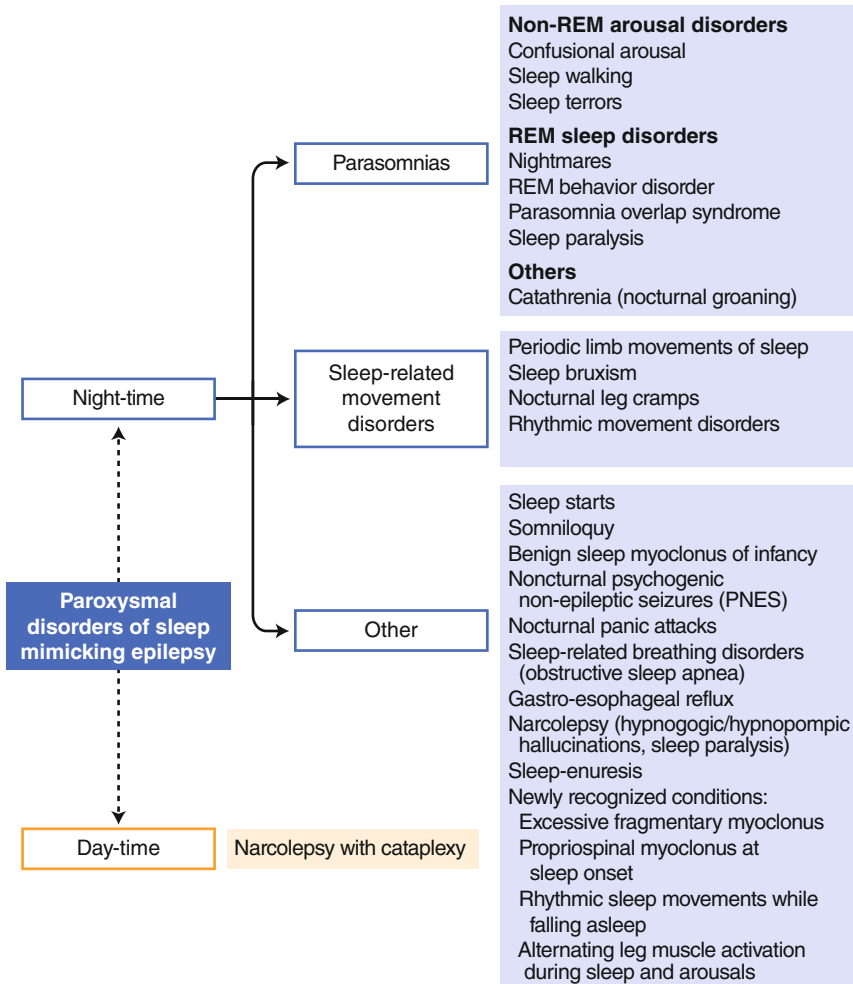 Non-REM arousal disorders
Confusional arousal
Sleep walking
Sleep terrors
REM sleep disorders
Nightmares
REM behavior disorder
Parasomnia overlap syndrome
Sleep paralysis
Others
Catathrenia (nocturnal groaning)
Parasomnias
Periodic limb movements of sleep
Sleep bruxism
Nocturnal leg cramps
Rhythmic movement disorders
Sleep-related
movement
disorders
Night-time
Sleep starts
Somniloquy
Benign sleep myoclonus of infancy
Noncturnal psychogenic
non-epileptic seizures (PNES)
Nocturnal panic attacks
Sleep-related breathing disorders
(obstructive sleep apnea)
Gastro-esophageal reflux
Narcolepsy (hypnogogic/hypnopompic
hallucinations, sleep paralysis)
Sleep-enuresis
Newly recognized conditions:
Excessive fragmentary myoclonus
Propriospinal myoclonus at
sleep onset
Rhythmic sleep movements while
falling asleep
Alternating leg muscle activation
during sleep and arousals
Other
Paroxysmal
disorders of sleep
mimicking epilepsy
Day-time
Narcolepsy with cataplexy